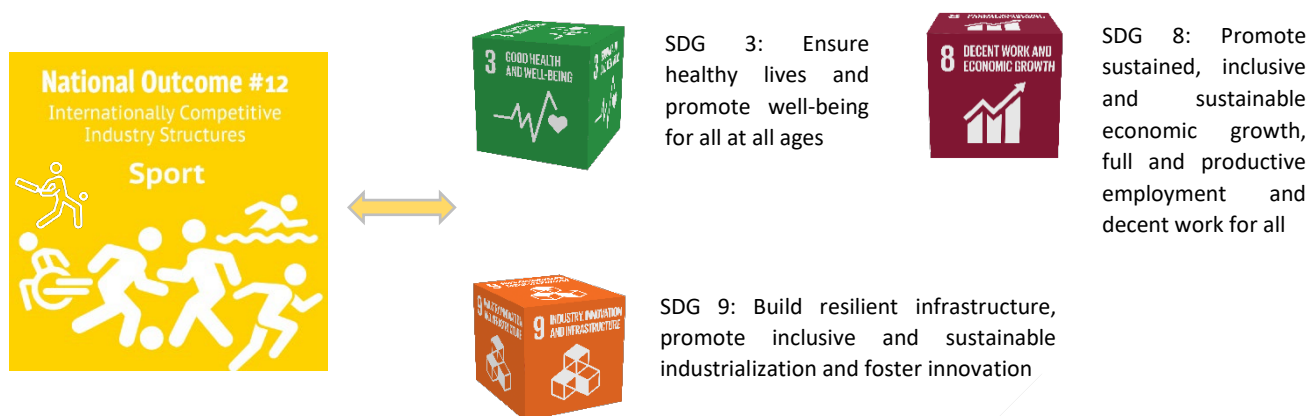 National Outcome #12
Internationally Competitive
Industry Structures
Sport
3 GOOD HEALTH
AND WELL-BEING
3
SDG 3: Ensure
healthy lives and
promote well-being
for all at all ages
8 DECENT WORK AND
ECONOMIC GROWTH
SDG 8: Promote
sustained, inclusive
and sustainable
economic growth,
full and productive
employment and
decent work for all
9
9 INDUSTRY, INNOVATION
AND INFRASTRUCTURE
SDG 9: Build resilient infrastructure,
promote inclusive and sustainable
industrialization and foster innovation